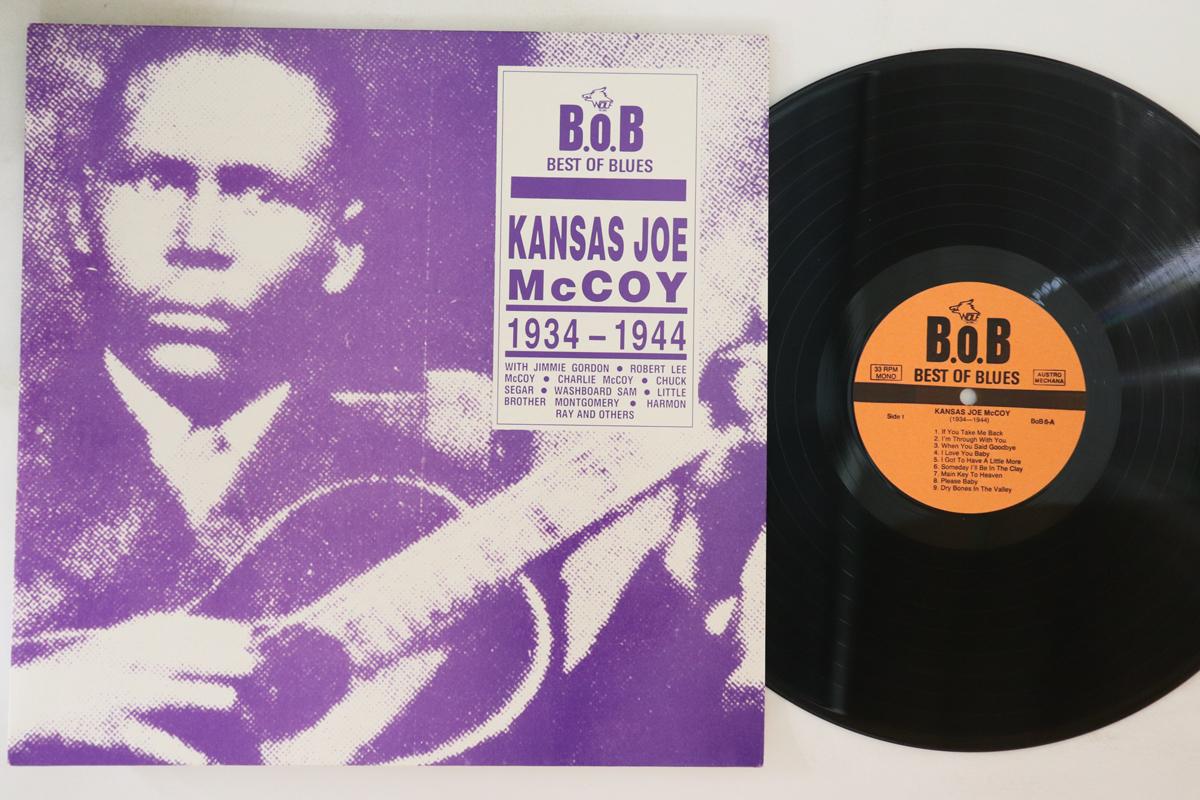 WOLF
B.o.B
BEST OF BLUES
KANSAS JOE
McCOY
1934 – 1944
WITH JIMMIE GORDON ● ROBERT LEE
McCOY ● CHARLIE McCOY ● CHUCK
SEGAR ● WASHBOARD SAM ● LITTLE
BROTHER MONTGOMERY ● HARMON
RAY AND OTHERS
WOLF
B.o.B
BEST OF BLUES
33 RPM
MONO
AUSTRO
MECHANA
Side 1
KANSAS JOE McCOY
(1934—1944)
BoB 6-A
1. If You Take Me Back
2. I'm Through With You
3. When You Said Goodbye
4. I Love You Baby
5. I Got To Have A Little More
6. Someday I'll Be In The Clay
7. Main Key To Heaven
8. Please Baby
9. Dry Bones In The Valley